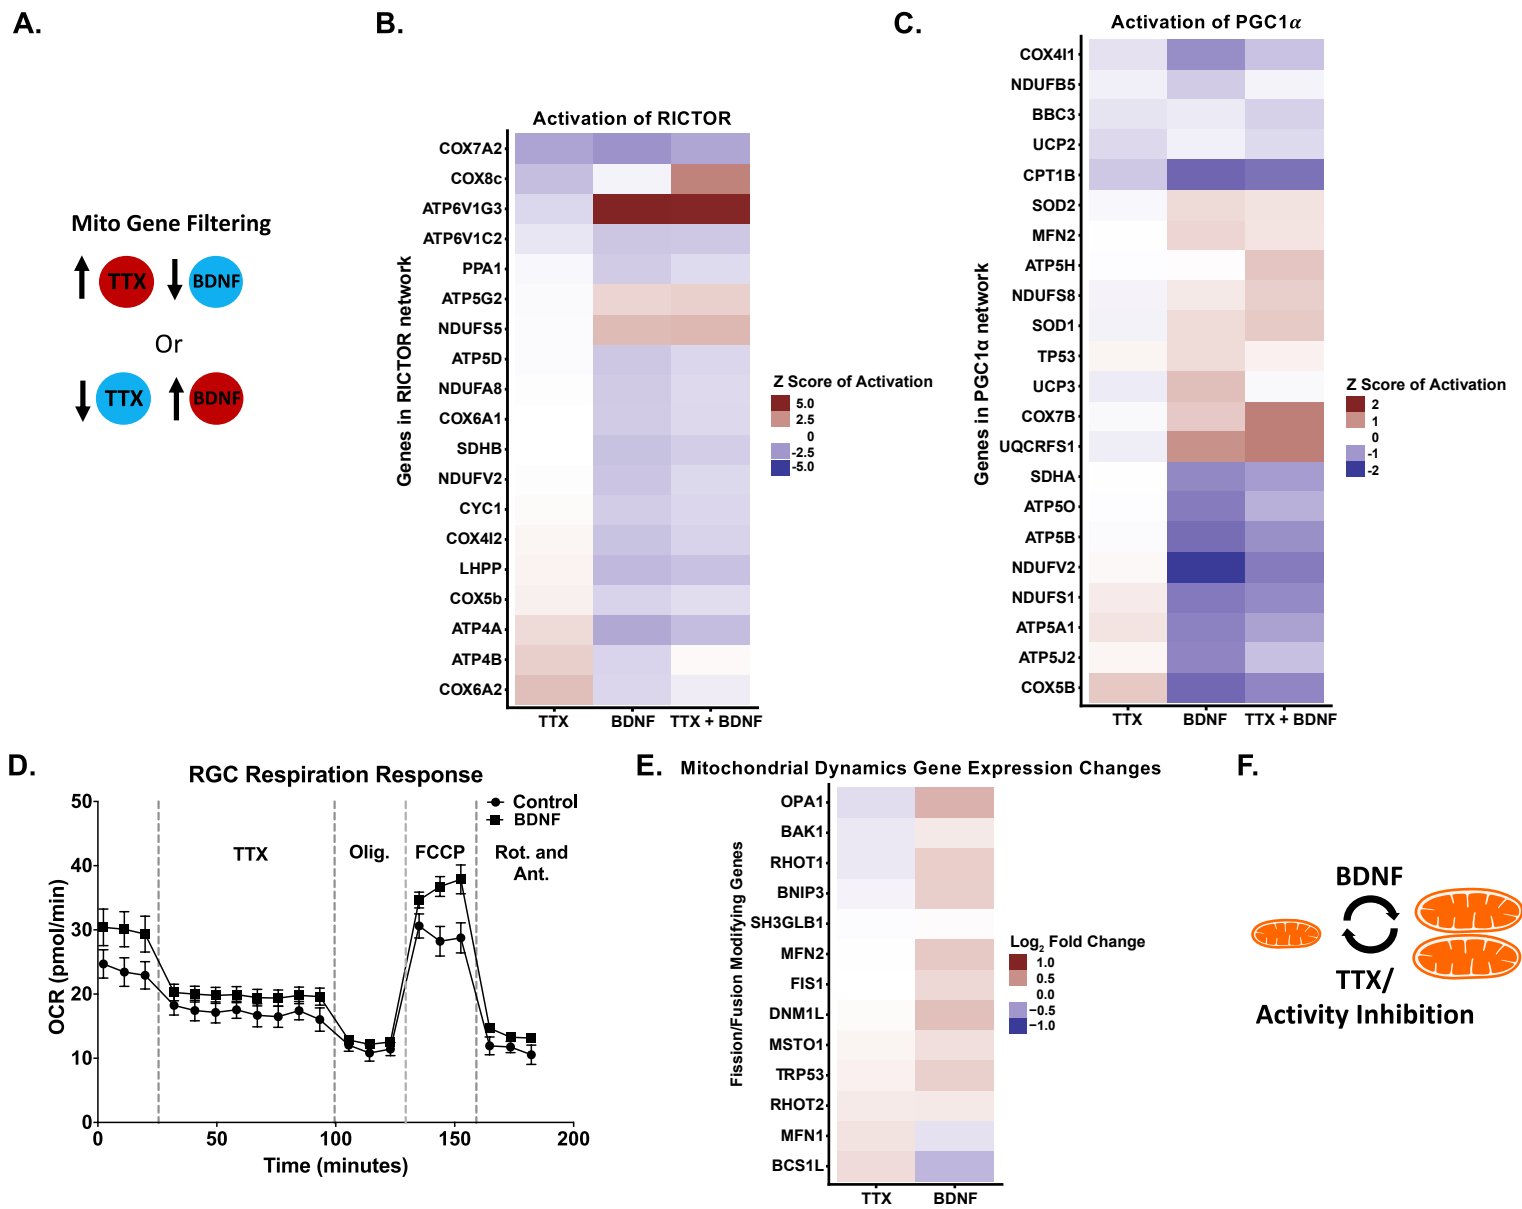 A.
Mito Gene Filtering
TTX
BDNF
Or
TTX
BDNF
B.
Activation of RICTOR
Genes in RICTOR network
COX7A2
COX8c
ATP6V1G3
ATP6V1C2
PPA1
ATP5G2
NDUFS5
ATP5D
NDUFA8
COX6A1
SDHB
NDUFV2
CYC1
COX4I2
LHPP
COX5b
ATP4A
ATP4B
COX6A2
TTX BDNF TTX + BDNF
Z Score of Activation
5.0
2.5
0
-2.5
-5.0
C.
Activation of PGC1α
Genes in PGC1α network
COX4I1
NDUFB5
BBC3
UCP2
CPT1B
SOD2
MFN2
ATP5H
NDUFS8
SOD1
TP53
UCP3
COX7B
UQCRFS1
SDHA
ATP5O
ATP5B
NDUFV2
NDUFS1
ATP5A1
ATP5J2
COX5B
TTX BDNF TTX + BDNF
Z Score of Activation
2
1
0
-1
-2
D.
RGC Respiration Response
OCR (pmol/min)
50
40
30
20
10
0
0 50 100 150 200
Time (minutes)
Control
BDNF
TTX
Olig.
FCCP
Rot. and
Ant.
E.
Mitochondrial Dynamics Gene Expression Changes
Fission/Fusion Modifying Genes
OPA1
BAK1
RHOT1
BNIP3
SH3GLB1
MFN2
FIS1
DNM1L
MSTO1
TRP53
RHOT2
MFN1
BCS1L
TTX BDNF
Log2 Fold Change
1.0
0.5
0.0
−0.5
−1.0
F.
BDNF
TTX/
Activity Inhibition